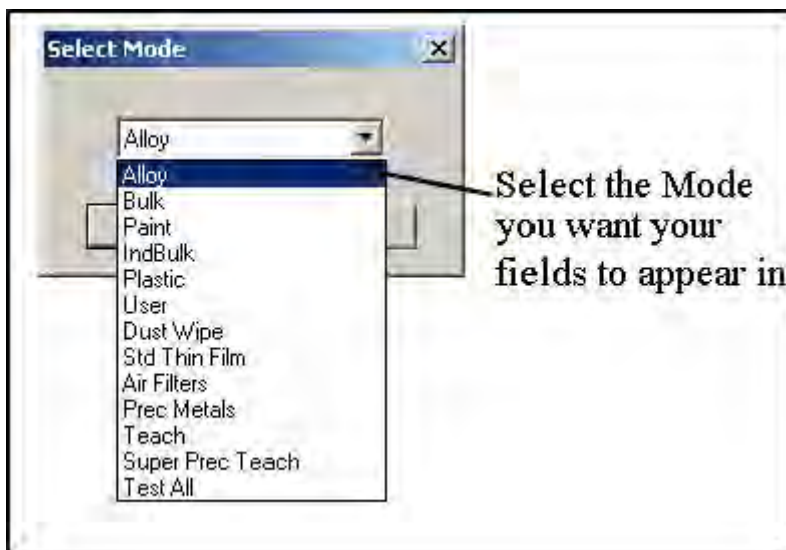 Select Mode
Alloy
Alloy
Bulk
Paint
IndBulk
Plastic
User
Dust Wipe
Std Thin Film
Air Filters
Prec Metals
Teach
Super Prec Teach
Test All
Select the Mode
you want your
fields to appear in